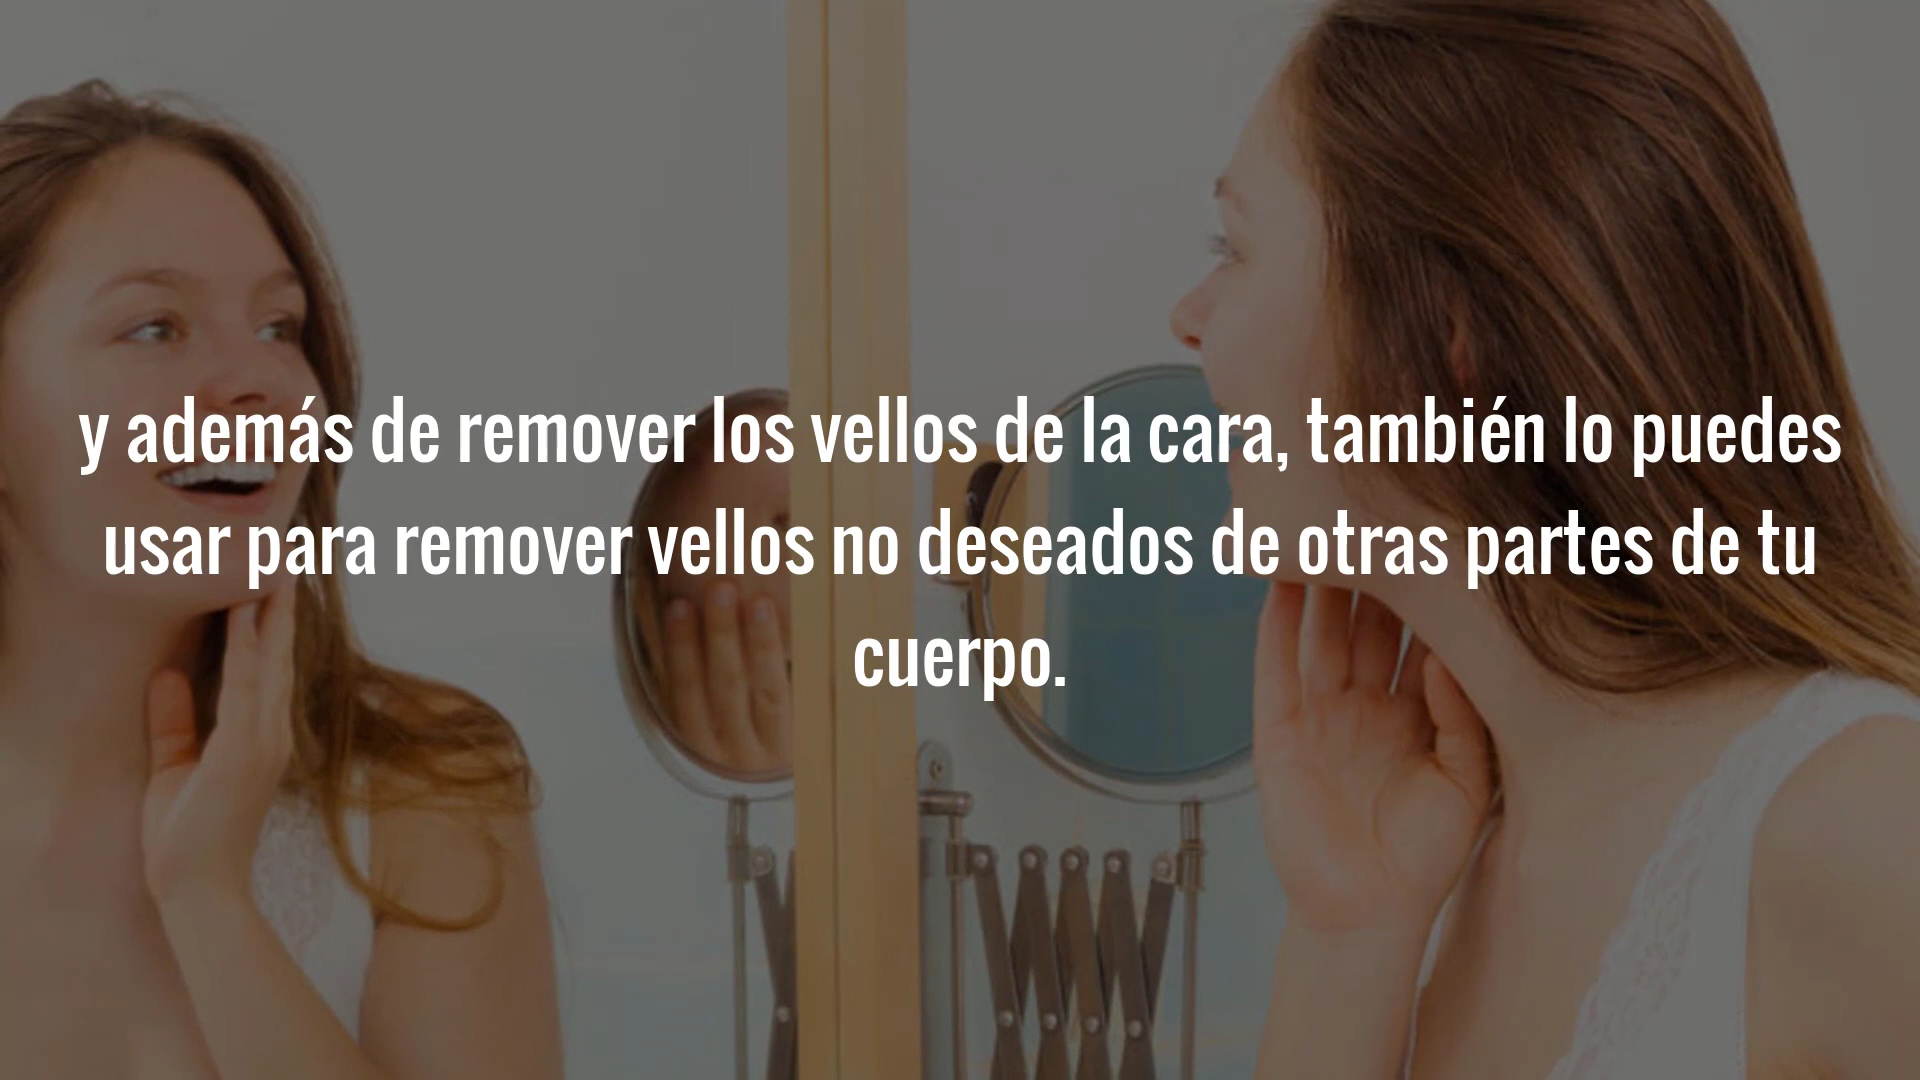 y además de remover los vellos de la cara, también lo puedes
usar para remover vellos no deseados de otras partes de tu
cuerpo.